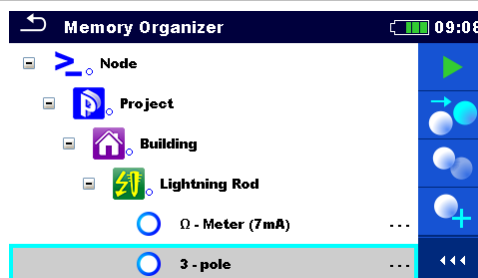 Memory Organizer 09:08
Node
Project
Building
Lightning Rod
Ω - Meter (7mA) ...
3 - pole ...